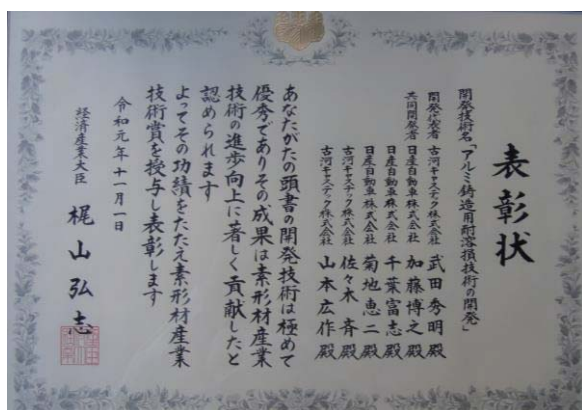 表彰状
開発技術名「アルミ鋳造用耐溶損技術の開発」
開発代表者 古河キャステック株式会社 武田秀明殿
共同開発者 日産自動車株式会社 加藤博之殿
日産自動車株式会社 千葉富志殿
日産自動車株式会社 菊地恵二殿
古河キャステック株式会社 佐々木斉殿
古河キャステック株式会社 山本広作殿
あなたがたの頭書の開発技術は極めて
優秀でありその成果は素形材産業
技術の進歩向上に著しく貢献したと
認められます
よってその功績をたたえ素形材産業
技術賞を授与し表彰します
令和元年十一月一日
経済産業大臣 梶山弘志